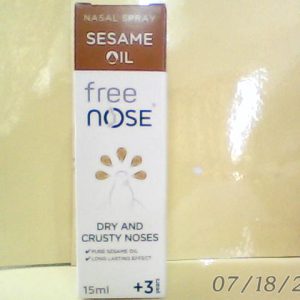 NASAL SPRAY
SESAME
OIL
free
NOSE®
DRY AND
CRUSTY NOSES
✔ PURE SESAME OIL
✔ LONG LASTING EFFECT
15ml +3 years
07/18/2